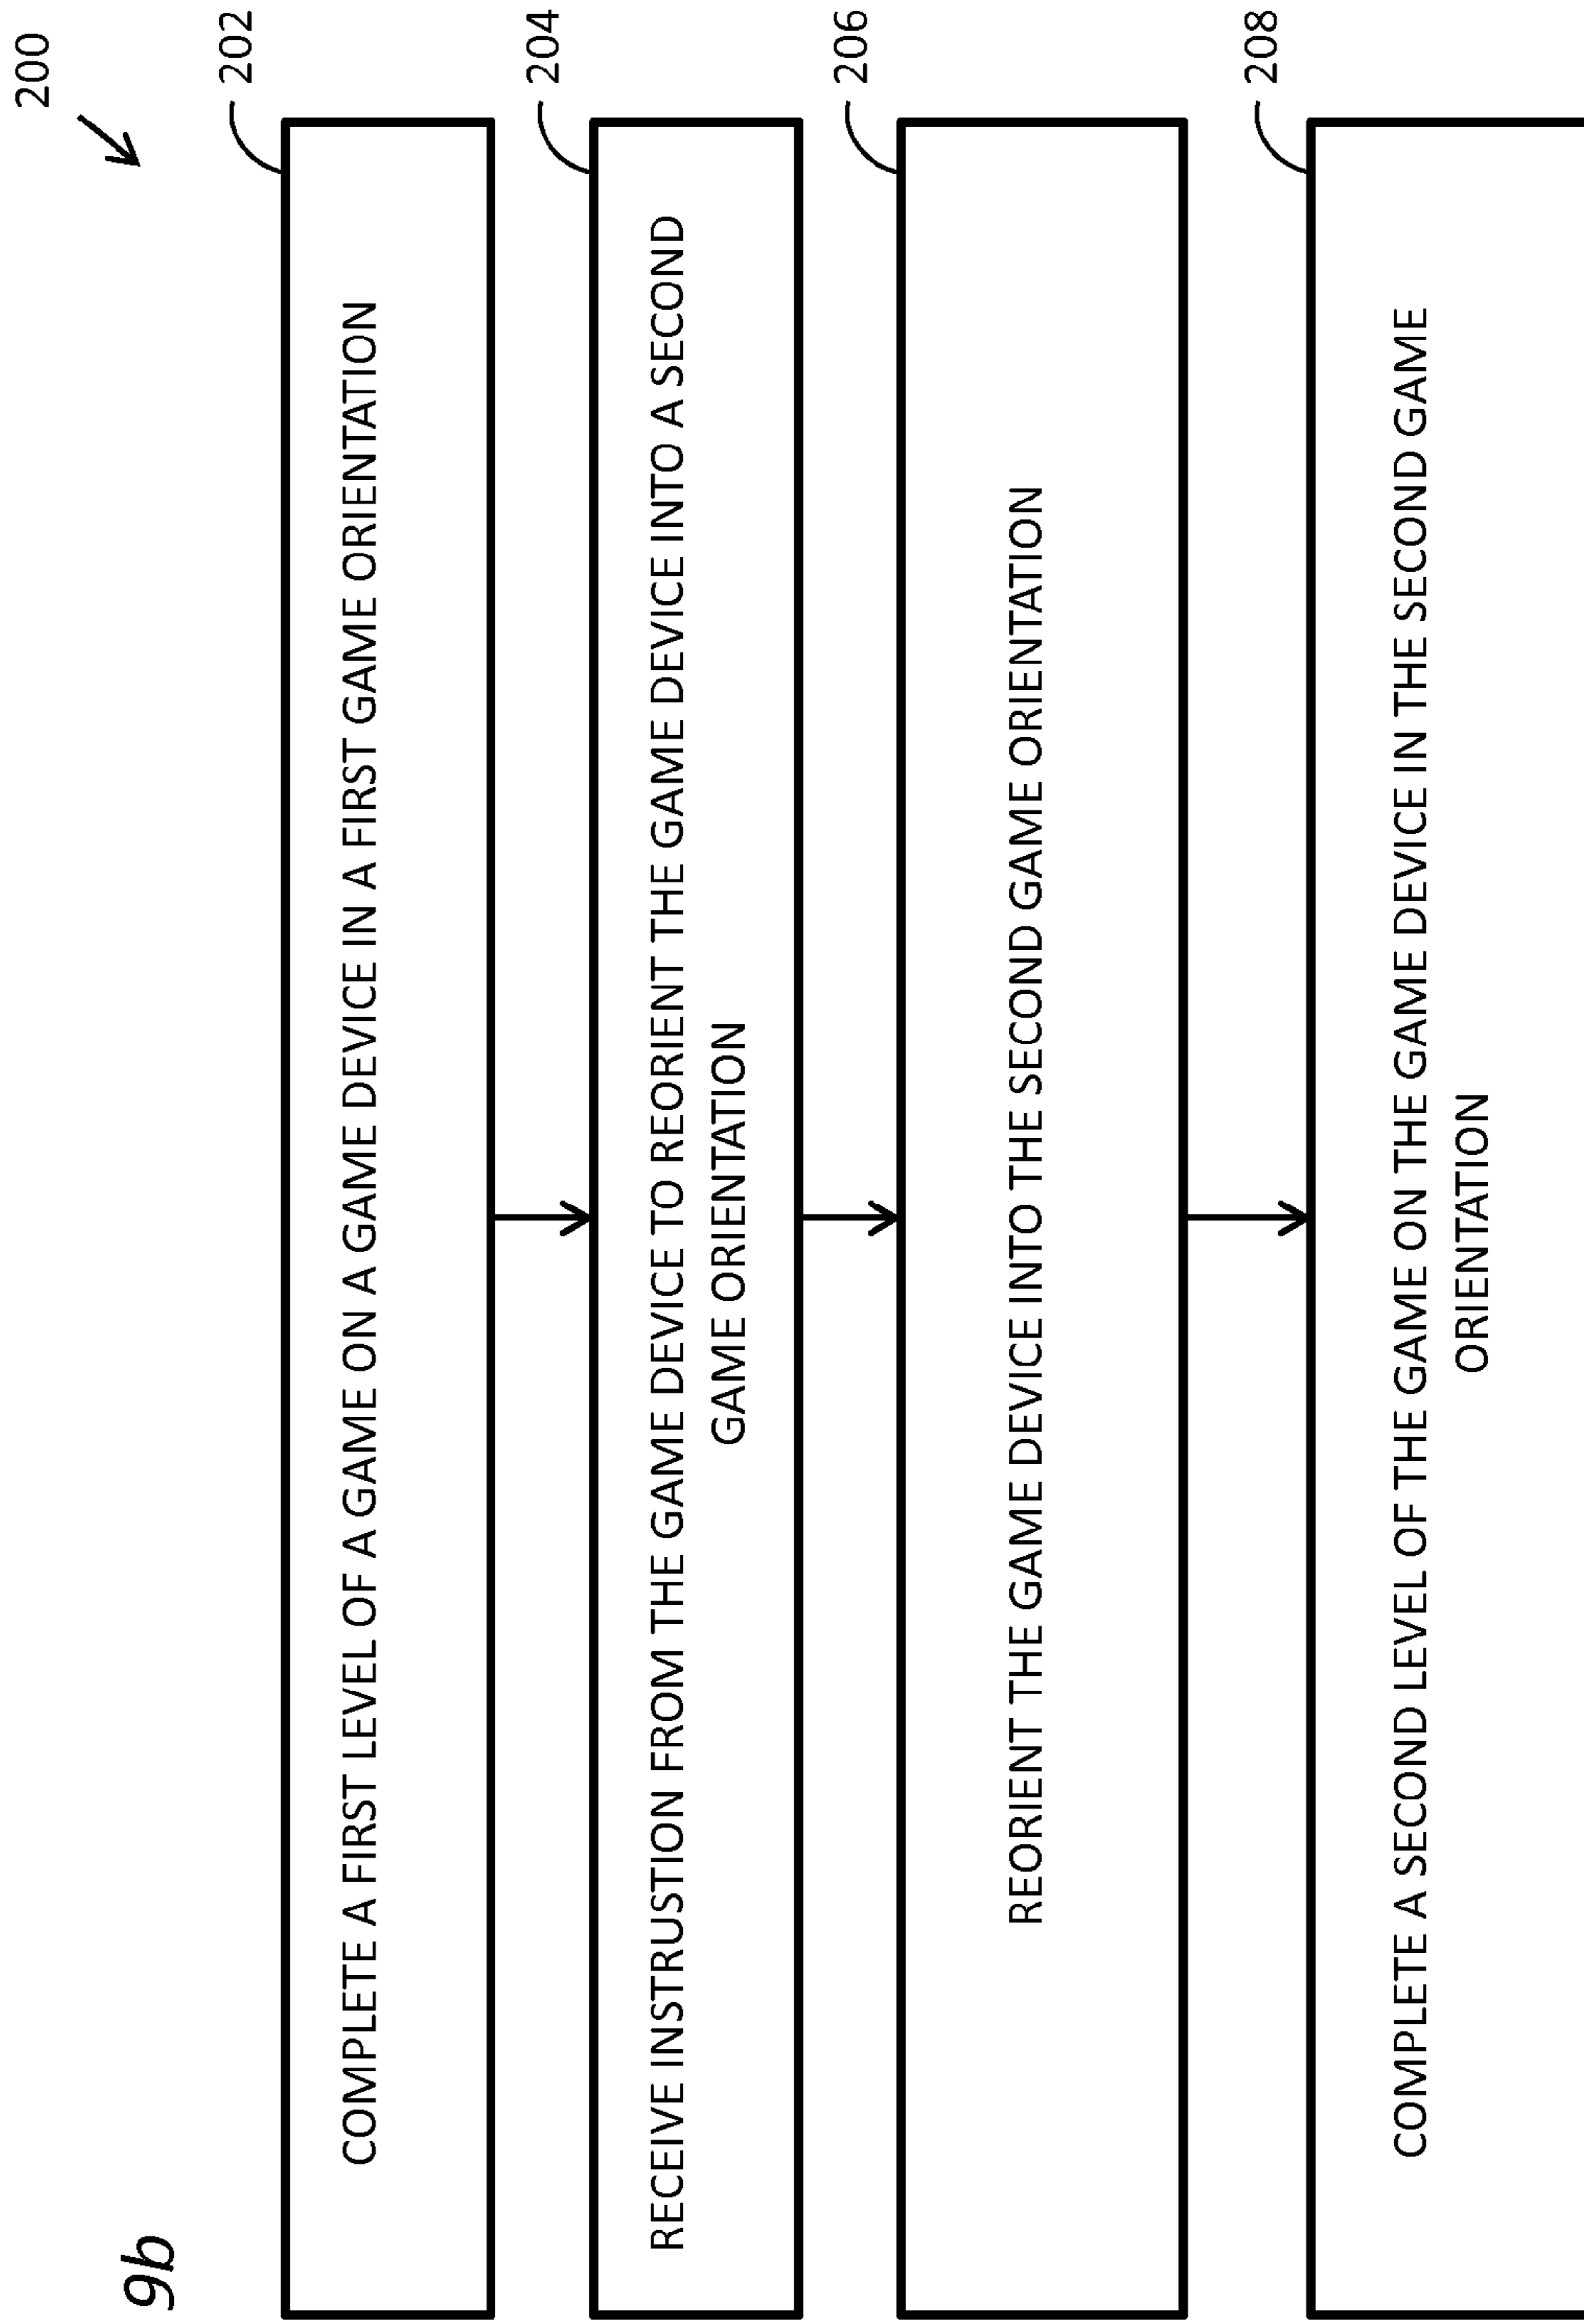 9b
200
202
COMPLETE A FIRST LEVEL OF A GAME ON A GAME DEVICE IN A FIRST GAME ORIENTATION
204
RECEIVE INSTRUSTION FROM THE GAME DEVICE TO REORIENT THE GAME DEVICE INTO A SECOND
GAME ORIENTATION
206
REORIENT THE GAME DEVICE INTO THE SECOND GAME ORIENTATION
208
COMPLETE A SECOND LEVEL OF THE GAME ON THE GAME DEVICE IN THE SECOND GAME
ORIENTATION